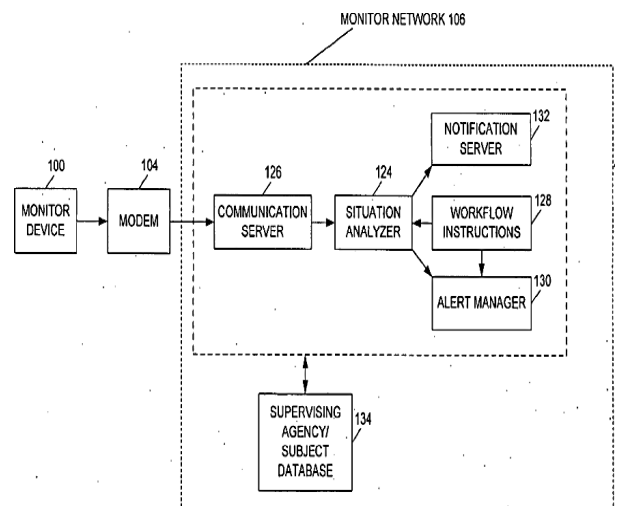 MONITOR NETWORK 106
132
NOTIFICATION
SERVER
100
MONITOR
DEVICE
104
MODEM
126
COMMUNICATION
SERVER
124
SITUATION
ANALYZER
128
WORKFLOW
INSTRUCTIONS
130
ALERT MANAGER
SUPERVISING
AGENCY/
SUBJECT
DATABASE
134